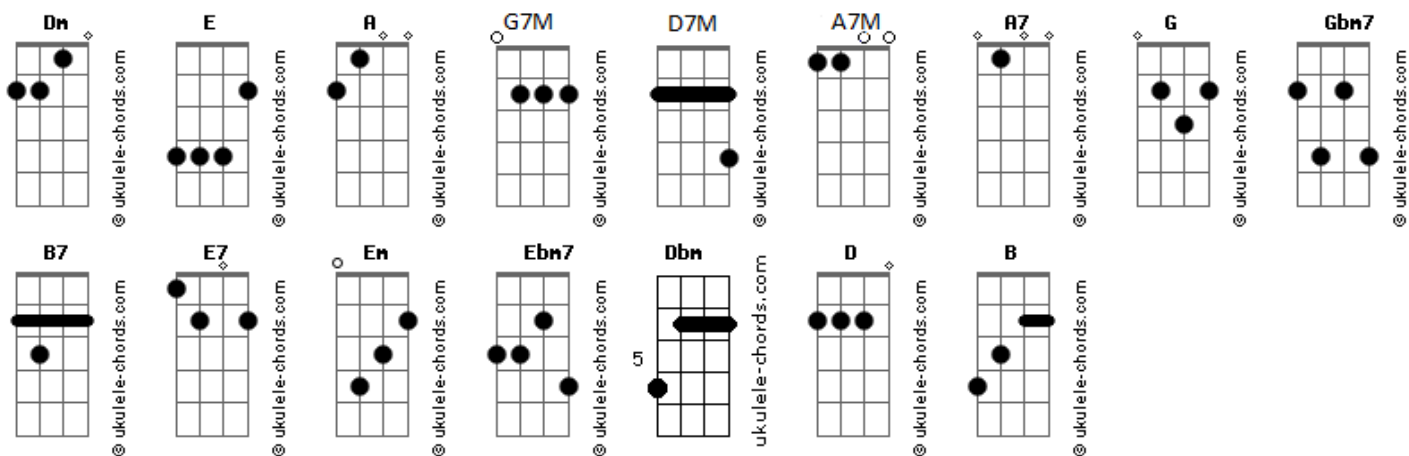 Dm E A G7M D7M A7M A7 G Gbm7
© ukulele-chords.com © ukulele-chords.com © ukulele-chords.com © ukulele-chords.com © ukulele-chords.com © ukulele-chords.com © ukulele-chords.com © ukulele-chords.com © ukulele-chords.com
B7 E7 Em Ebm7 Dbm D B
5
© ukulele-chords.com © ukulele-chords.com © ukulele-chords.com © ukulele-chords.com ukulele-chords.com © ukulele-chords.com © ukulele-chords.com